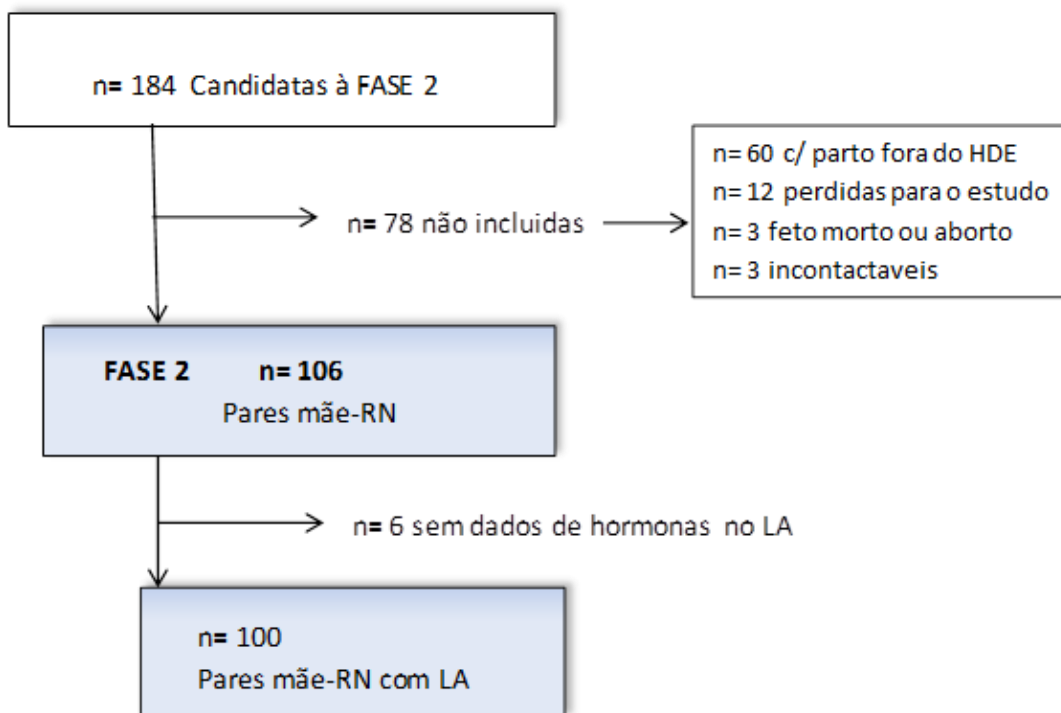 n= 184 Candidatas à FASE 2
n= 78 não incluidas
n= 60 c/ parto fora do HDE
n= 12 perdidas para o estudo
n= 3 feto morto ou aborto
n= 3 incontactaveis
FASE 2 n= 106
Pares mãe-RN
n= 6 sem dados de hormonas no LA
n= 100
Pares mãe-RN com LA